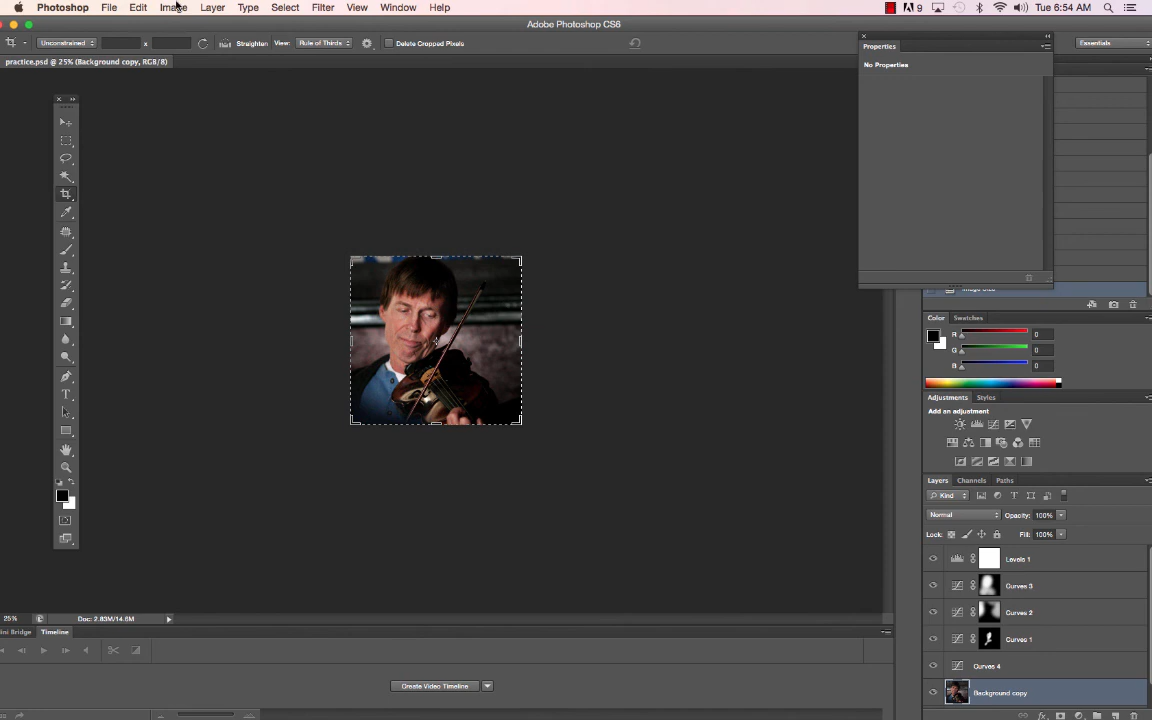 Photoshop File Edit Image Layer Type Select Filter View Window Help 9 Tue 6:54 AM
Adobe Photoshop CS6
Unconstrained x Straighten View: Rule of Thirds Delete Cropped Pixels Essentials
practice.psd @ 25% (Background copy, RGB/8)
Properties
No Properties
Color Swatches
R 0
G 0
B 0
Adjustments Styles
Add an adjustment
Layers Channels Paths
Kind
Normal Opacity: 100%
Lock: Fill: 100%
Levels 1
Curves 3
Curves 2
Curves 1
Curves 4
Background copy
25% Doc: 2.83M/14.6M
ini Bridge Timeline
Create Video Timeline